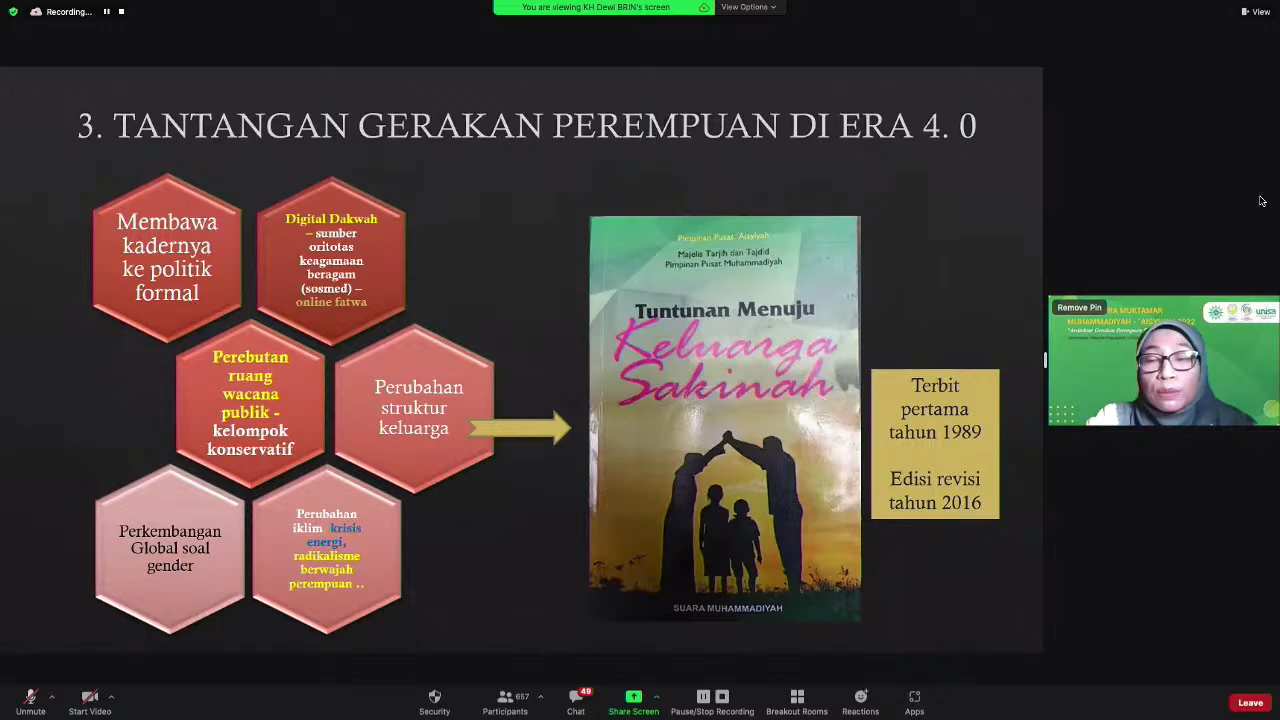 Recording...
You are viewing KH Dewi BRIN's screen
View Options
View
3. TANTANGAN GERAKAN PEREMPUAN DI ERA 4. 0
Membawa
kadernya
ke politik
formal
Digital Dakwah
– sumber
oritotas
keagamaan
beragam
(sosmed) –
online fatwa
Perebutan
ruang
wacana
publik -
kelompok
konservatif
Perubahan
struktur
keluarga
Perkembangan
Global soal
gender
Perubahan
iklim krisis
energi,
radikalisme
berwajah
perempuan ..
Pimpinan Pusat 'Aisyiyah
Majelis Tarjih dan Tajdid
Pimpinan Pusat Muhammadiyah
Tuntunan Menuju
Keluarga
Sakinah
SUARA MUHAMMADIYAH
Terbit
pertama
tahun 1989
Edisi revisi
tahun 2016
Remove Pin
RA MUKTAMAR
MUHAMMADIYAH - 'AISYIYAH 2022
unisa
Unmute
Start Video
Security
657
Participants
49
Chat
Share Screen
Pause/Stop Recording
Breakout Rooms
Reactions
Apps
Leave